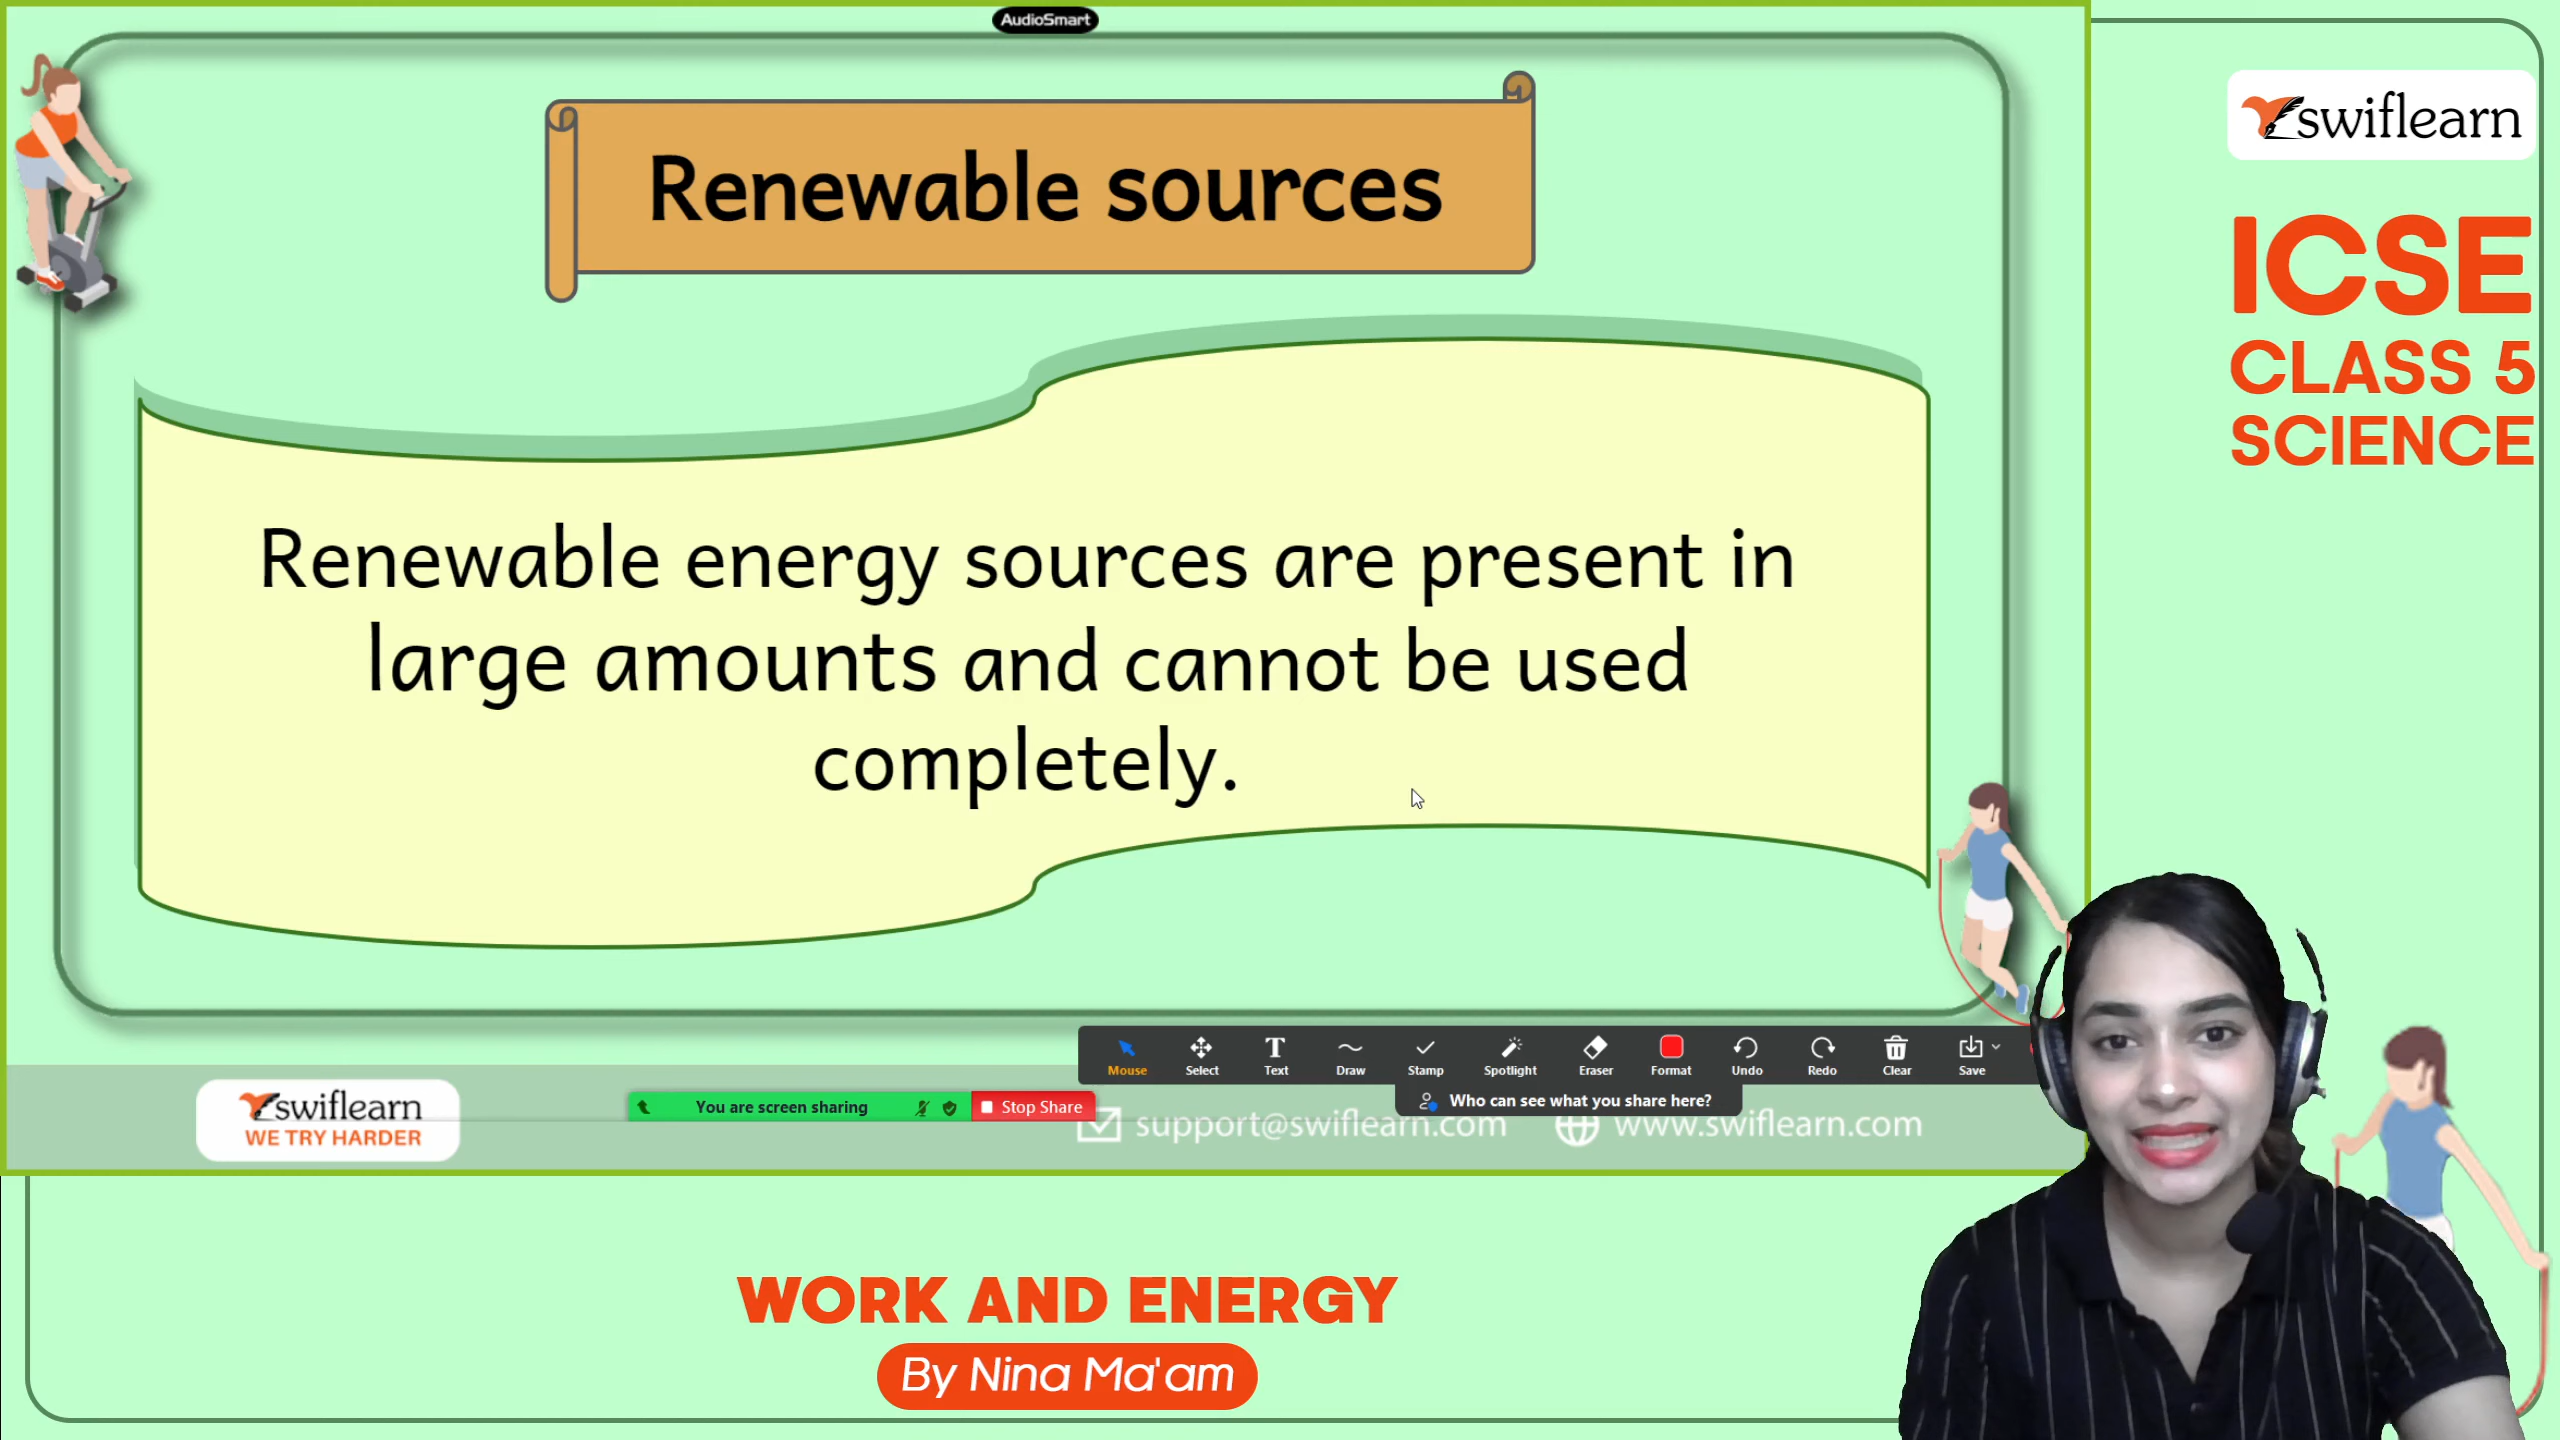 AudioSmart
Renewable sources
Renewable energy sources are present in
large amounts and cannot be used
completely.
swiflearn
ICSE
CLASS 5
SCIENCE
Mouse
Select
Text
Draw
Stamp
Spotlight
Eraser
Format
Undo
Redo
Clear
Save
Who can see what you share here?
You are screen sharing
Stop Share
swiflearn
WE TRY HARDER
support@swiflearn.com
www.swiflearn.com
WORK AND ENERGY
By Nina Ma'am